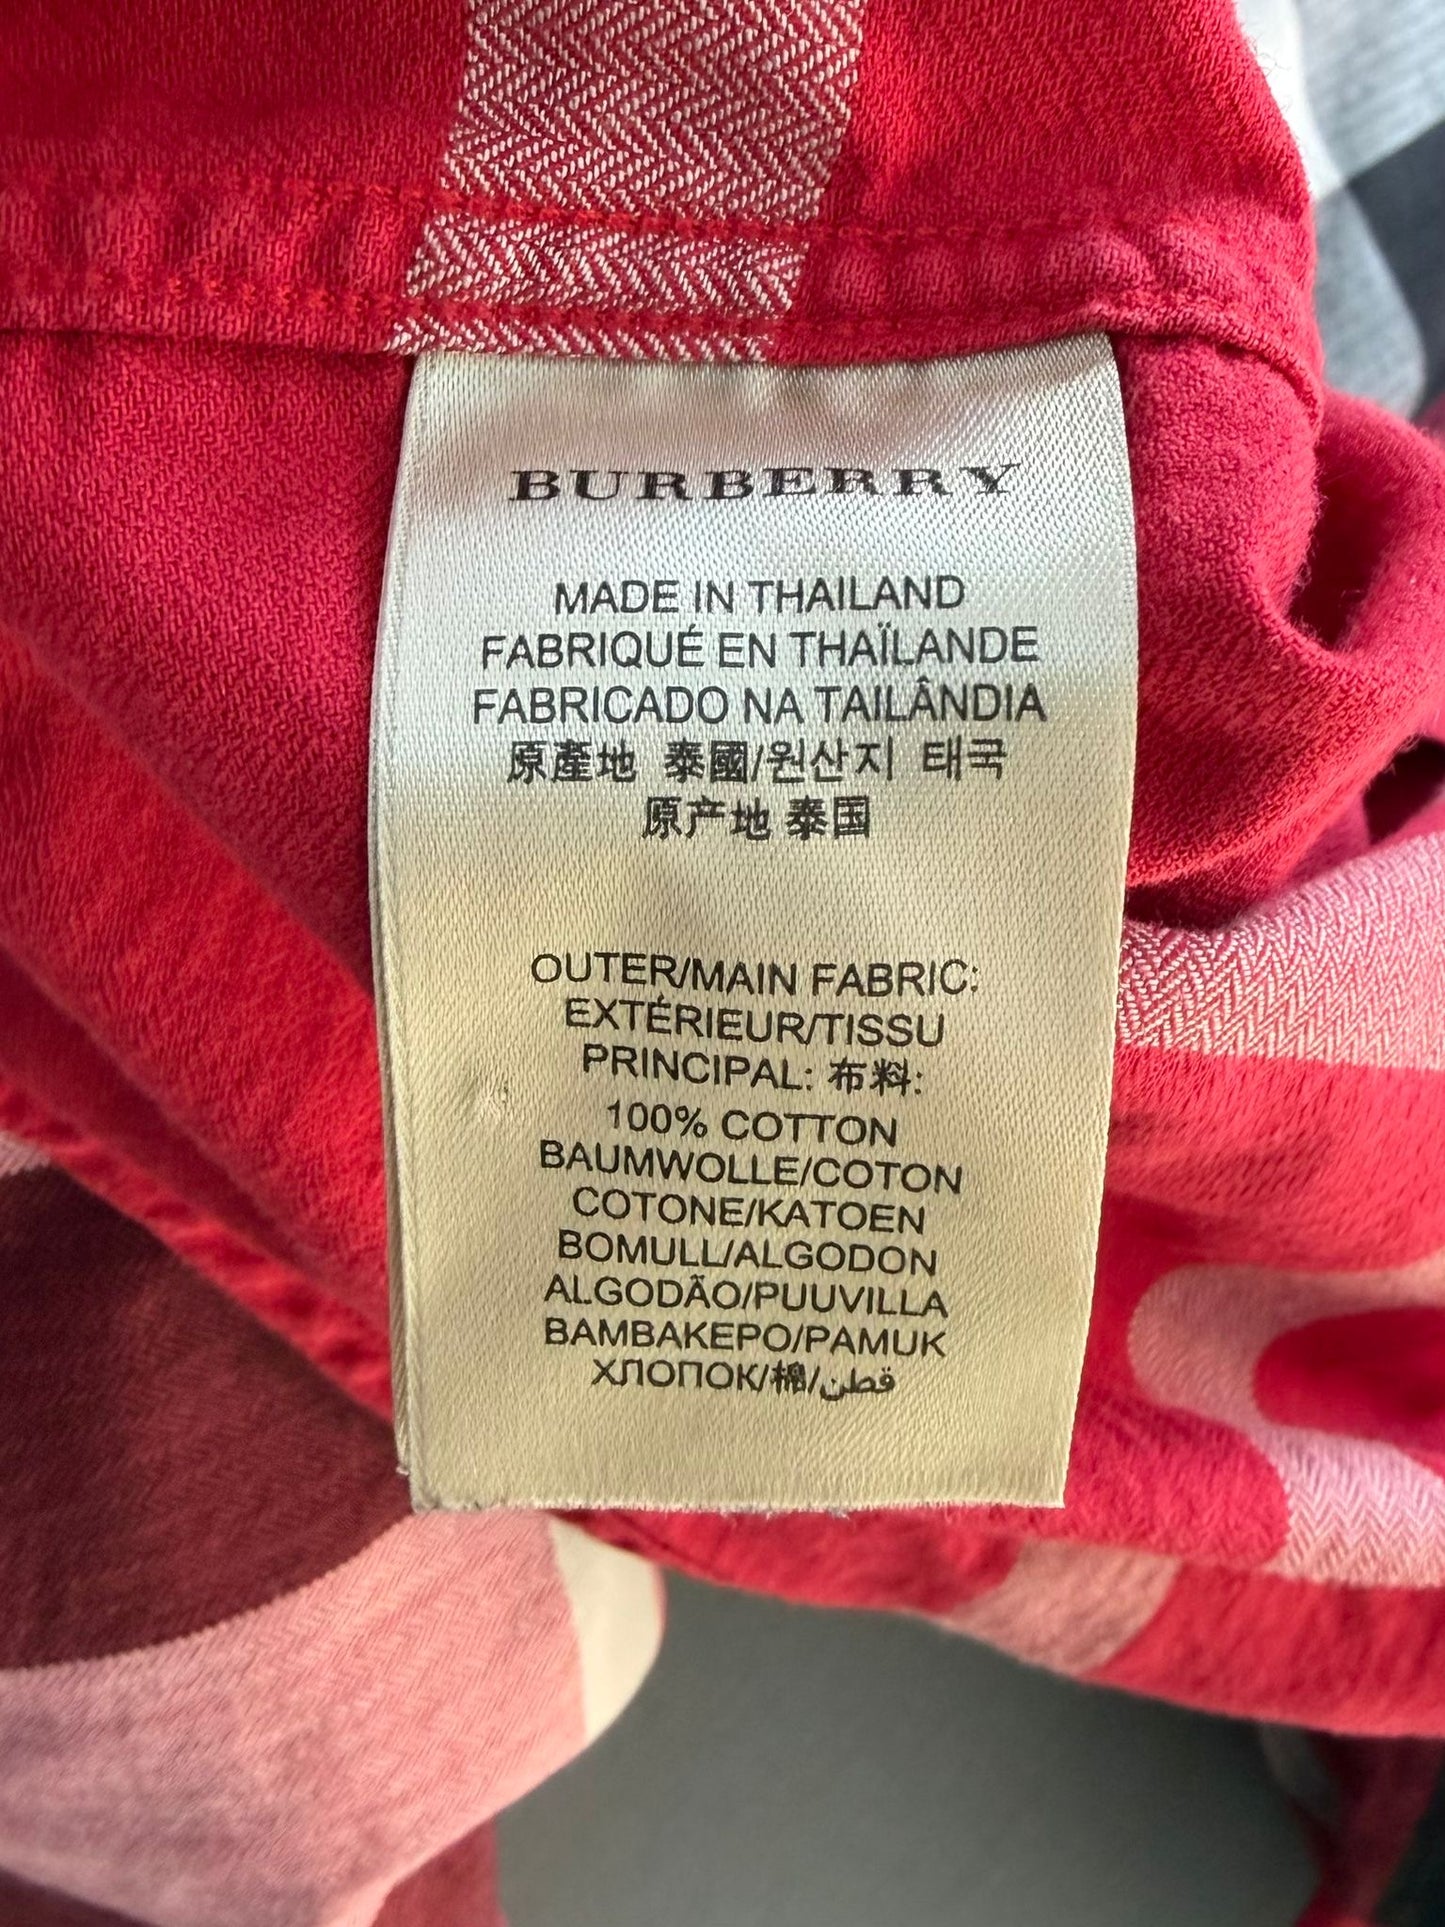 BURBERRY
MADE IN THAILAND
FABRIQUÉ EN THAÏLANDE
FABRICADO NA TAILÂNDIA
原產地 泰國/원산지 태국
原产地 泰国
OUTER/MAIN FABRIC:
EXTÉRIEUR/TISSU
PRINCIPAL: 布料:
100% COTTON
BAUMWOLLE/COTON
COTONE/KATOEN
BOMULL/ALGODON
ALGODÃO/PUUVILLA
BAMBAKEPO/PAMUK
ХЛОПОК/棉/قطن